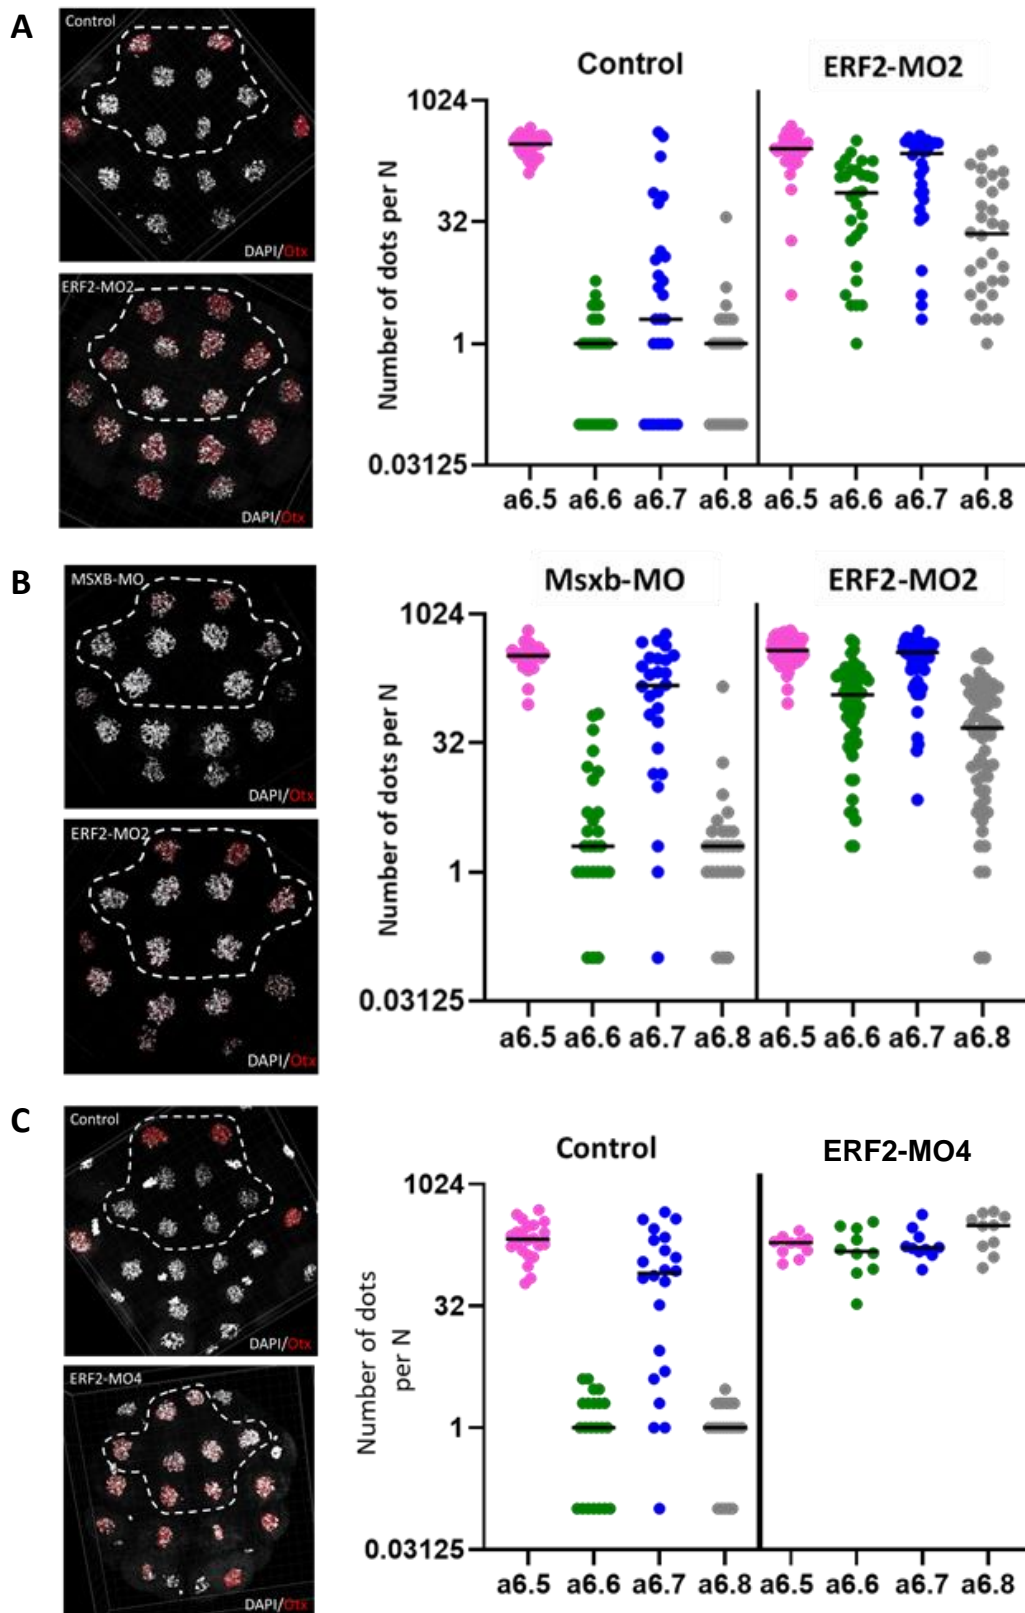 A
Control
DAPI/Otx
ERF2-MO2
DAPI/Otx
Control
ERF2-MO2
Number of dots per N
1024
32
1
0.03125
a6.5 a6.6 a6.7 a6.8 a6.5 a6.6 a6.7 a6.8
B
MSXB-MO
DAPI/Otx
ERF2-MO2
DAPI/Otx
Msxb-MO
ERF2-MO2
Number of dots per N
1024
32
1
0.03125
a6.5 a6.6 a6.7 a6.8 a6.5 a6.6 a6.7 a6.8
C
Control
DAPI/Otx
ERF2-MO4
DAPI/Otx
Control
ERF2-MO4
Number of dots
per N
1024
32
1
0.03125
a6.5 a6.6 a6.7 a6.8 a6.5 a6.6 a6.7 a6.8